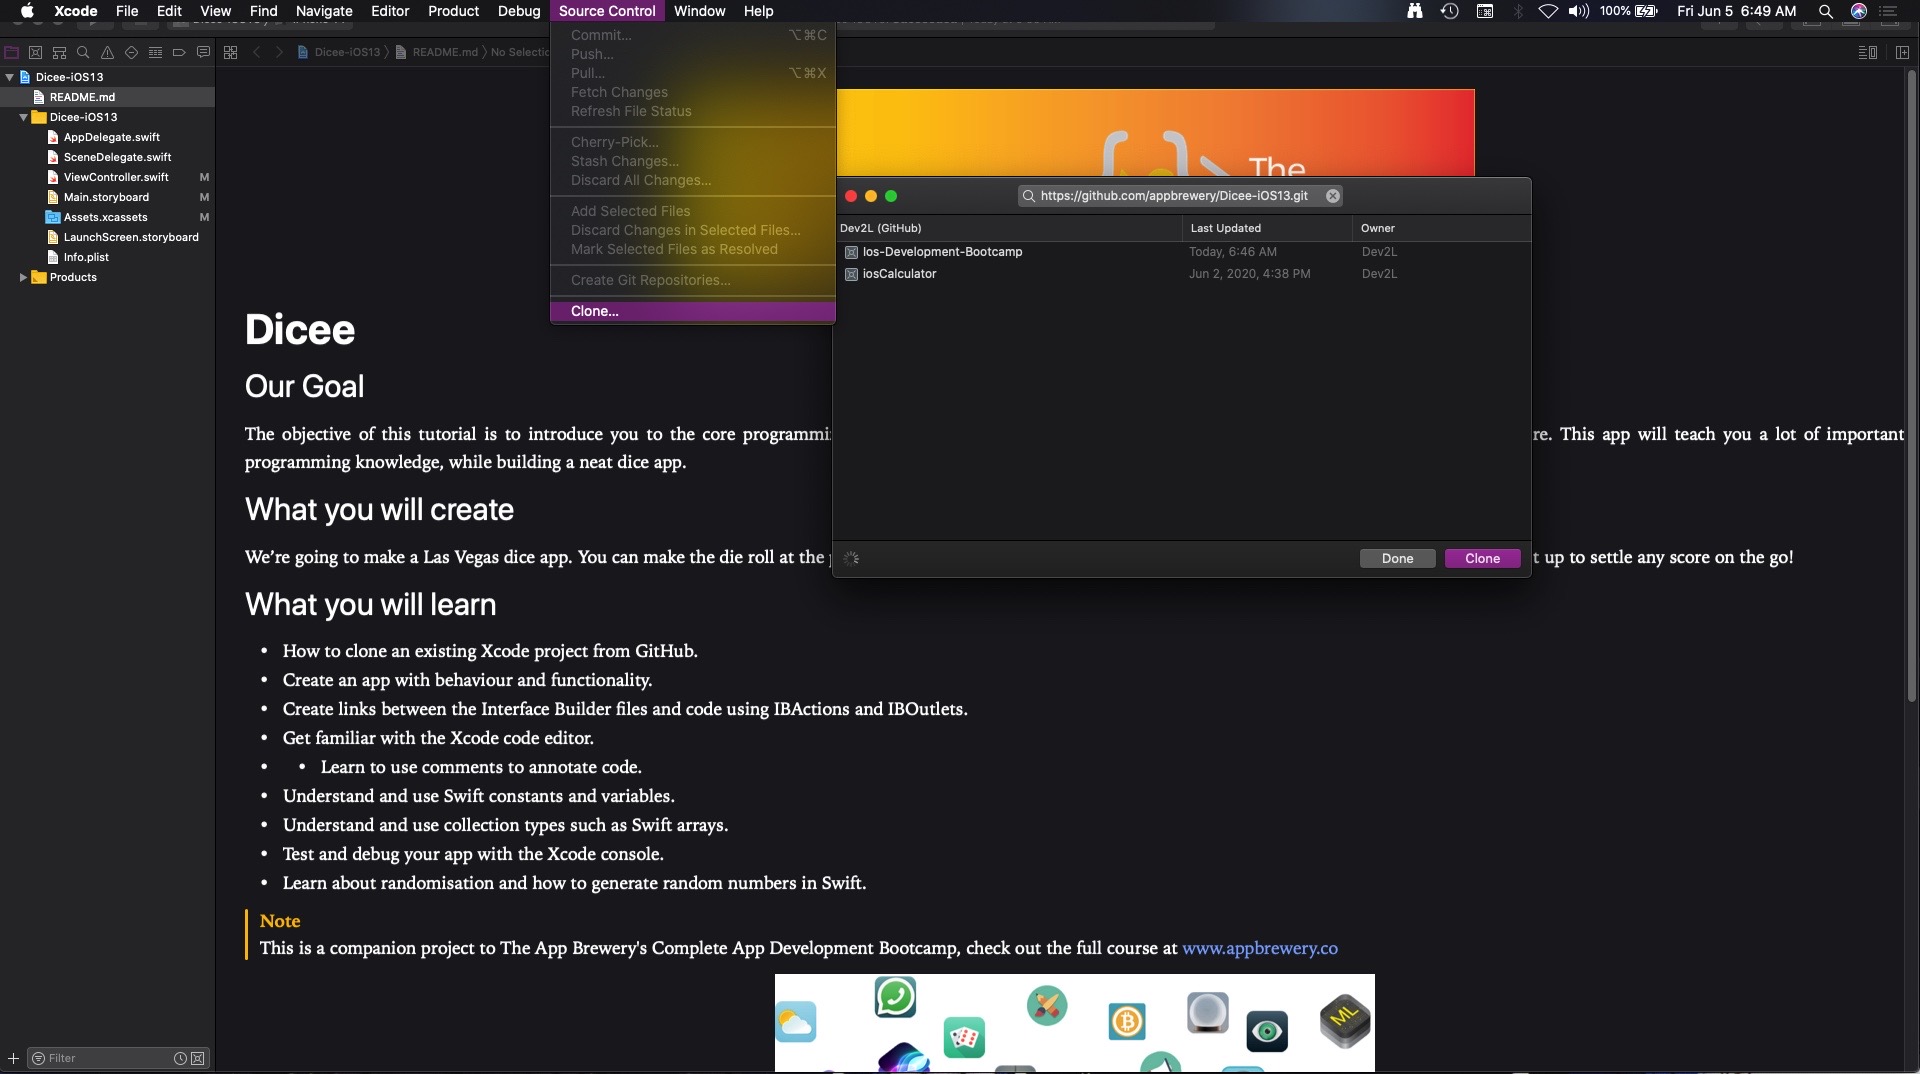 Xcode File Edit View Find Navigate Editor Product Debug Source Control Window Help
100% Fri Jun 5 6:49 AM
Dicee-iOS13 README.md No Selectio
Dicee-iOS13
README.md
Dicee-iOS13
AppDelegate.swift
SceneDelegate.swift
ViewController.swift M
Main.storyboard M
Assets.xcassets M
LaunchScreen.storyboard
Info.plist
Products
Filter
Commit... ⌥⌘C
Push...
Pull... ⌥⌘X
Fetch Changes
Refresh File Status
Cherry-Pick...
Stash Changes...
Discard All Changes...
Add Selected Files
Discard Changes in Selected Files...
Mark Selected Files as Resolved
Create Git Repositories...
Clone...
The
https://github.com/appbrewery/Dicee-iOS13.git
Dev2L (GitHub) Last Updated Owner
Ios-Development-Bootcamp Today, 6:46 AM Dev2L
iosCalculator Jun 2, 2020, 4:38 PM Dev2L
Done Clone
Dicee
Our Goal
The objective of this tutorial is to introduce you to the core programmi re. This app will teach you a lot of important
programming knowledge, while building a neat dice app.
What you will create
We're going to make a Las Vegas dice app. You can make the die roll at the t up to settle any score on the go!
What you will learn
• How to clone an existing Xcode project from GitHub.
• Create an app with behaviour and functionality.
• Create links between the Interface Builder files and code using IBActions and IBOutlets.
• Get familiar with the Xcode code editor.
• • Learn to use comments to annotate code.
• Understand and use Swift constants and variables.
• Understand and use collection types such as Swift arrays.
• Test and debug your app with the Xcode console.
• Learn about randomisation and how to generate random numbers in Swift.
Note
This is a companion project to The App Brewery's Complete App Development Bootcamp, check out the full course at www.appbrewery.co
ML